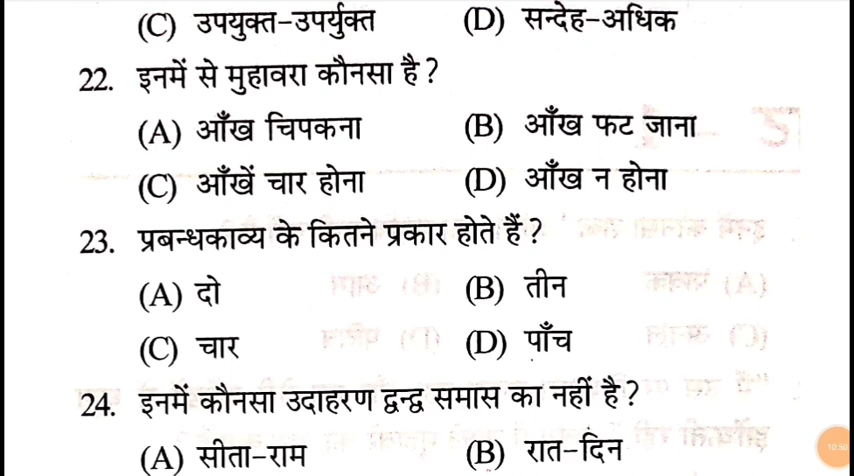 (C) उपयुक्त-उपर्युक्त (D) सन्देह-अधिक
22. इनमें से मुहावरा कौनसा है?
(A) आँख चिपकना (B) आँख फट जाना
(C) आँखें चार होना (D) आँख न होना
23. प्रबन्धकाव्य के कितने प्रकार होते हैं?
(A) दो (B) तीन
(C) चार (D) पाँच
24. इनमें कौनसा उदाहरण द्वन्द्व समास का नहीं है?
(A) सीता-राम (B) रात-दिन